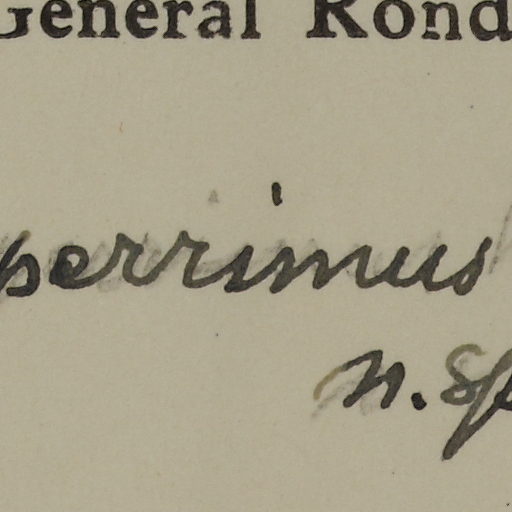 General Rond
perrimus
n. sp